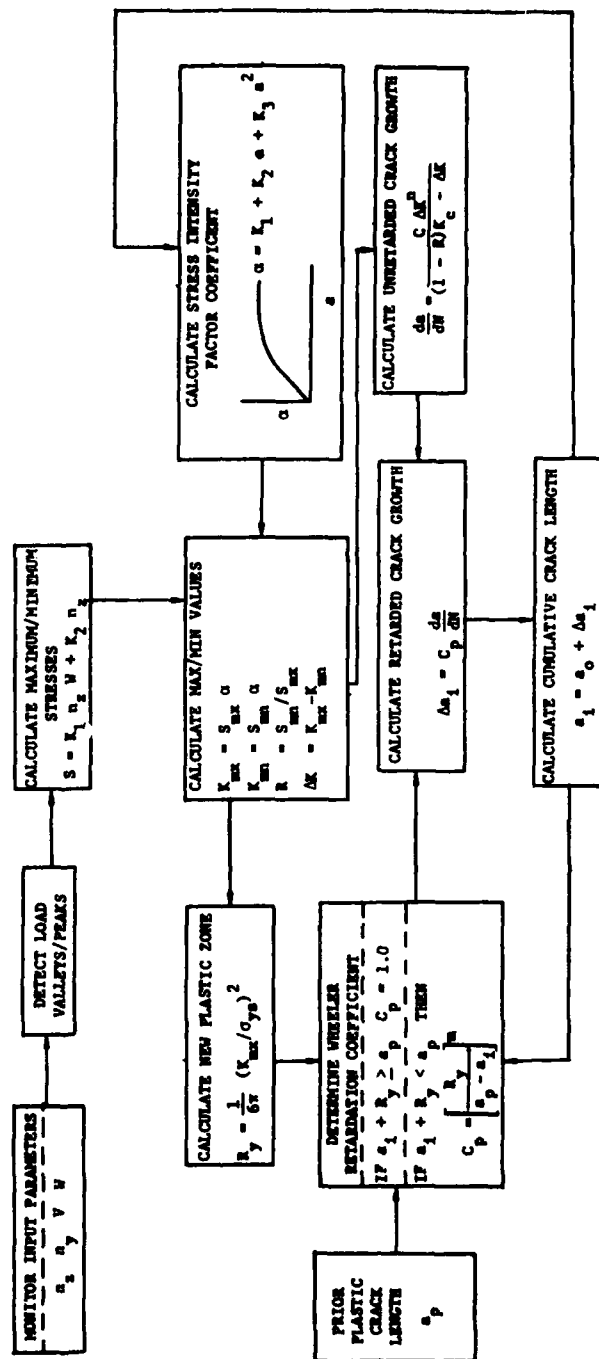 MONITOR INPUT PARAMETERS
n_z n_y V W
DETECT LOAD
VALLEYS/PEAKS
CALCULATE MAXIMUM/MINIMUM
STRESSES
S = K_1 n_z W + K_2 n_z
CALCULATE STRESS INTENSITY
FACTOR COEFFICENT
α
α = K_1 + K_2 a + K_3 a^2
a
CALCULATE MAX/MIN VALUES
K_mx = S_mx α
K_mn = S_mn α
R = S_mn/S_mx
ΔK = K_mx-K_mn
CALCULATE NEW PLASTIC ZONE
R_y = 1/6π (K_mx/σ_ys)^2
CALCULATE UNRETARDED CRACK GROWTH
da/dN = C ΔK^n/(1 - R)K_c - ΔK
PRIOR
PLASTIC
CRACK
LENGTH
a_p
DETERMINE WHEELER
RETARDATION COEFFICIENT
IF a_i + R_y ≥ a_p C_p = 1.0
IF a_i + R_y < a_p THEN
C_p = [R_y/a_p - a_i]^m
CALCULATE RETARDED CRACK GROWTH
Δa_i = C_p da/dN
CALCULATE CUMULATIVE CRACK LENGTH
a_i = a_o + Δa_i